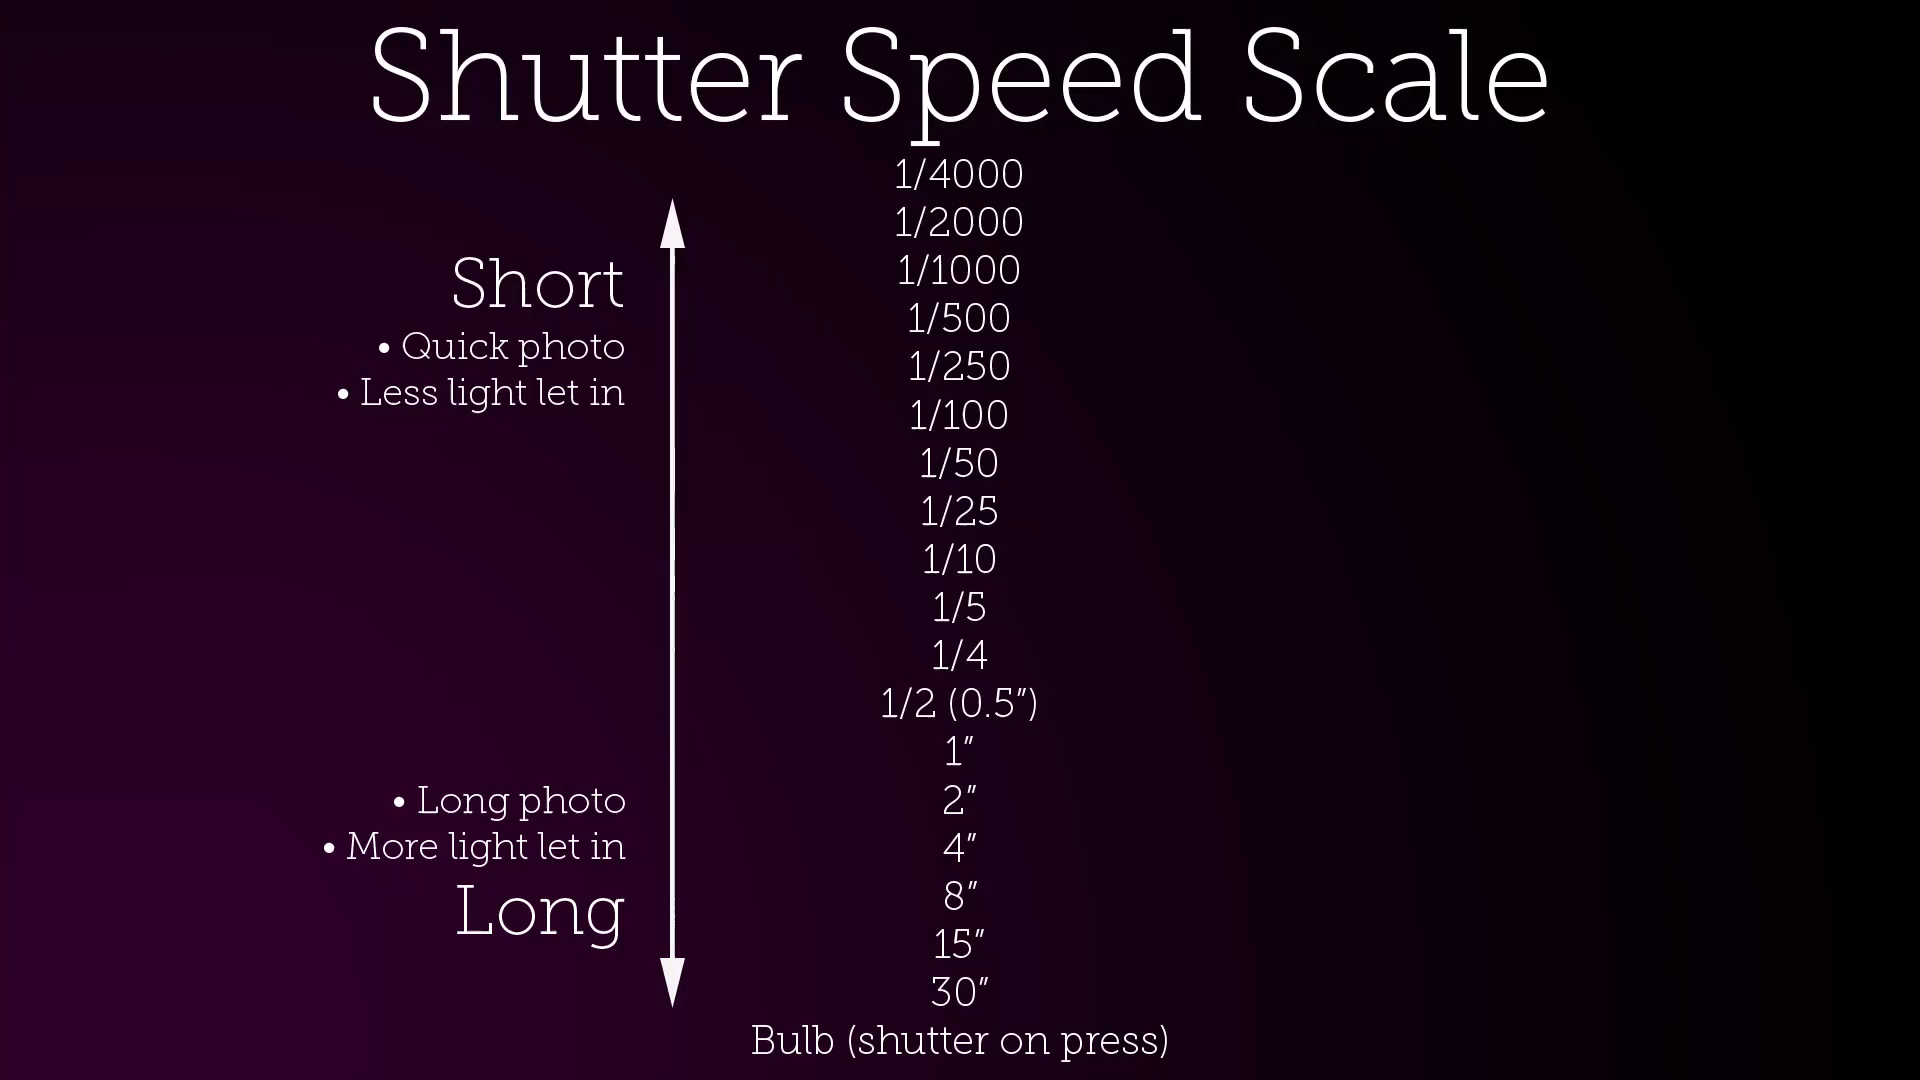 Shutter Speed Scale
1/4000
1/2000
1/1000
1/500
1/250
1/100
1/50
1/25
1/10
1/5
1/4
1/2 (0.5″)
1″
2″
4″
8″
15″
30″
Bulb (shutter on press)
Short
• Quick photo
• Less light let in
• Long photo
• More light let in
Long